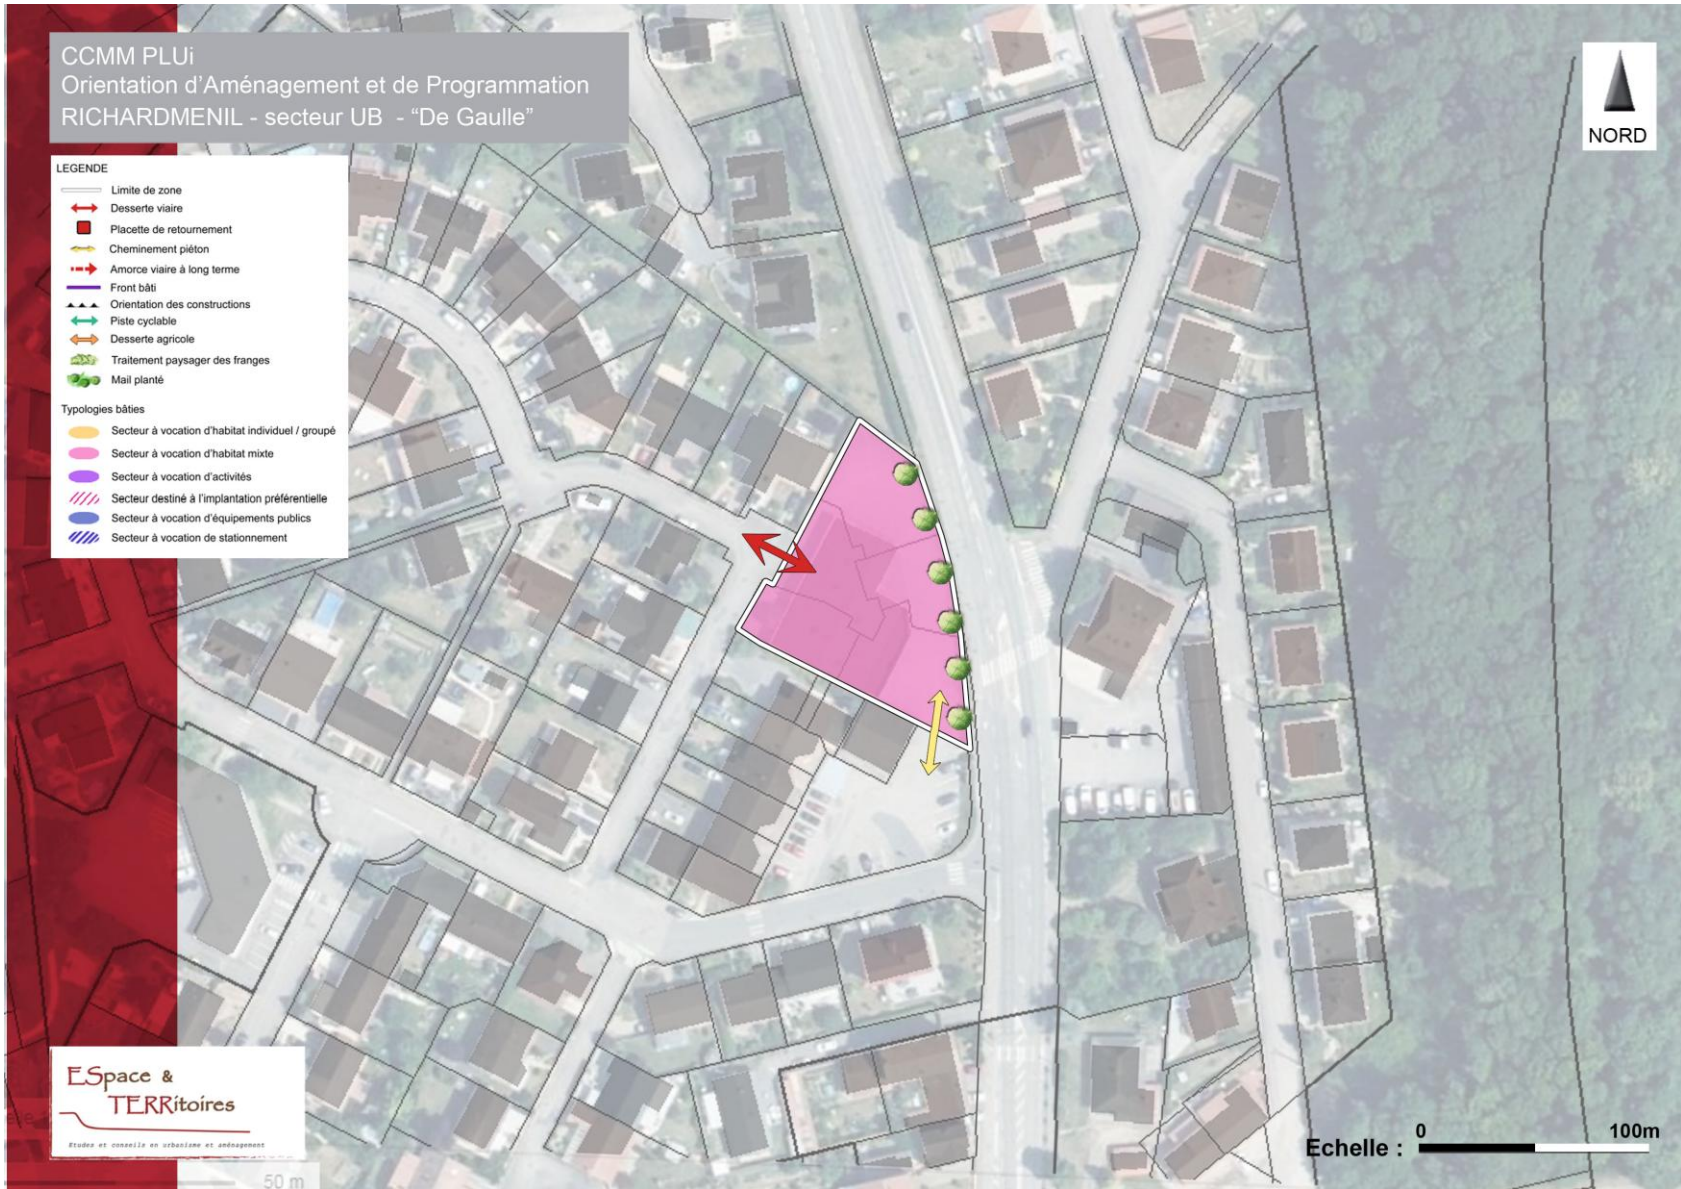 CCMM PLUi
Orientation d'Aménagement et de Programmation
RICHARDMENIL - secteur UB - "De Gaulle"
NORD
LEGENDE
Limite de zone
Desserte viaire
Placette de retournement
Cheminement piéton
Amorce viaire à long terme
Front bâti
Orientation des constructions
Piste cyclable
Desserte agricole
Traitement paysager des franges
Mail planté
Typologies bâties
Secteur à vocation d'habitat individuel / groupé
Secteur à vocation d'habitat mixte
Secteur à vocation d'activités
Secteur destiné à l'implantation préférentielle
Secteur à vocation d'équipements publics
Secteur à vocation de stationnement
ESpace &
TERRitoires
Etudes et conseils en urbanisme et aménagement
50 m
Echelle : 0 100m